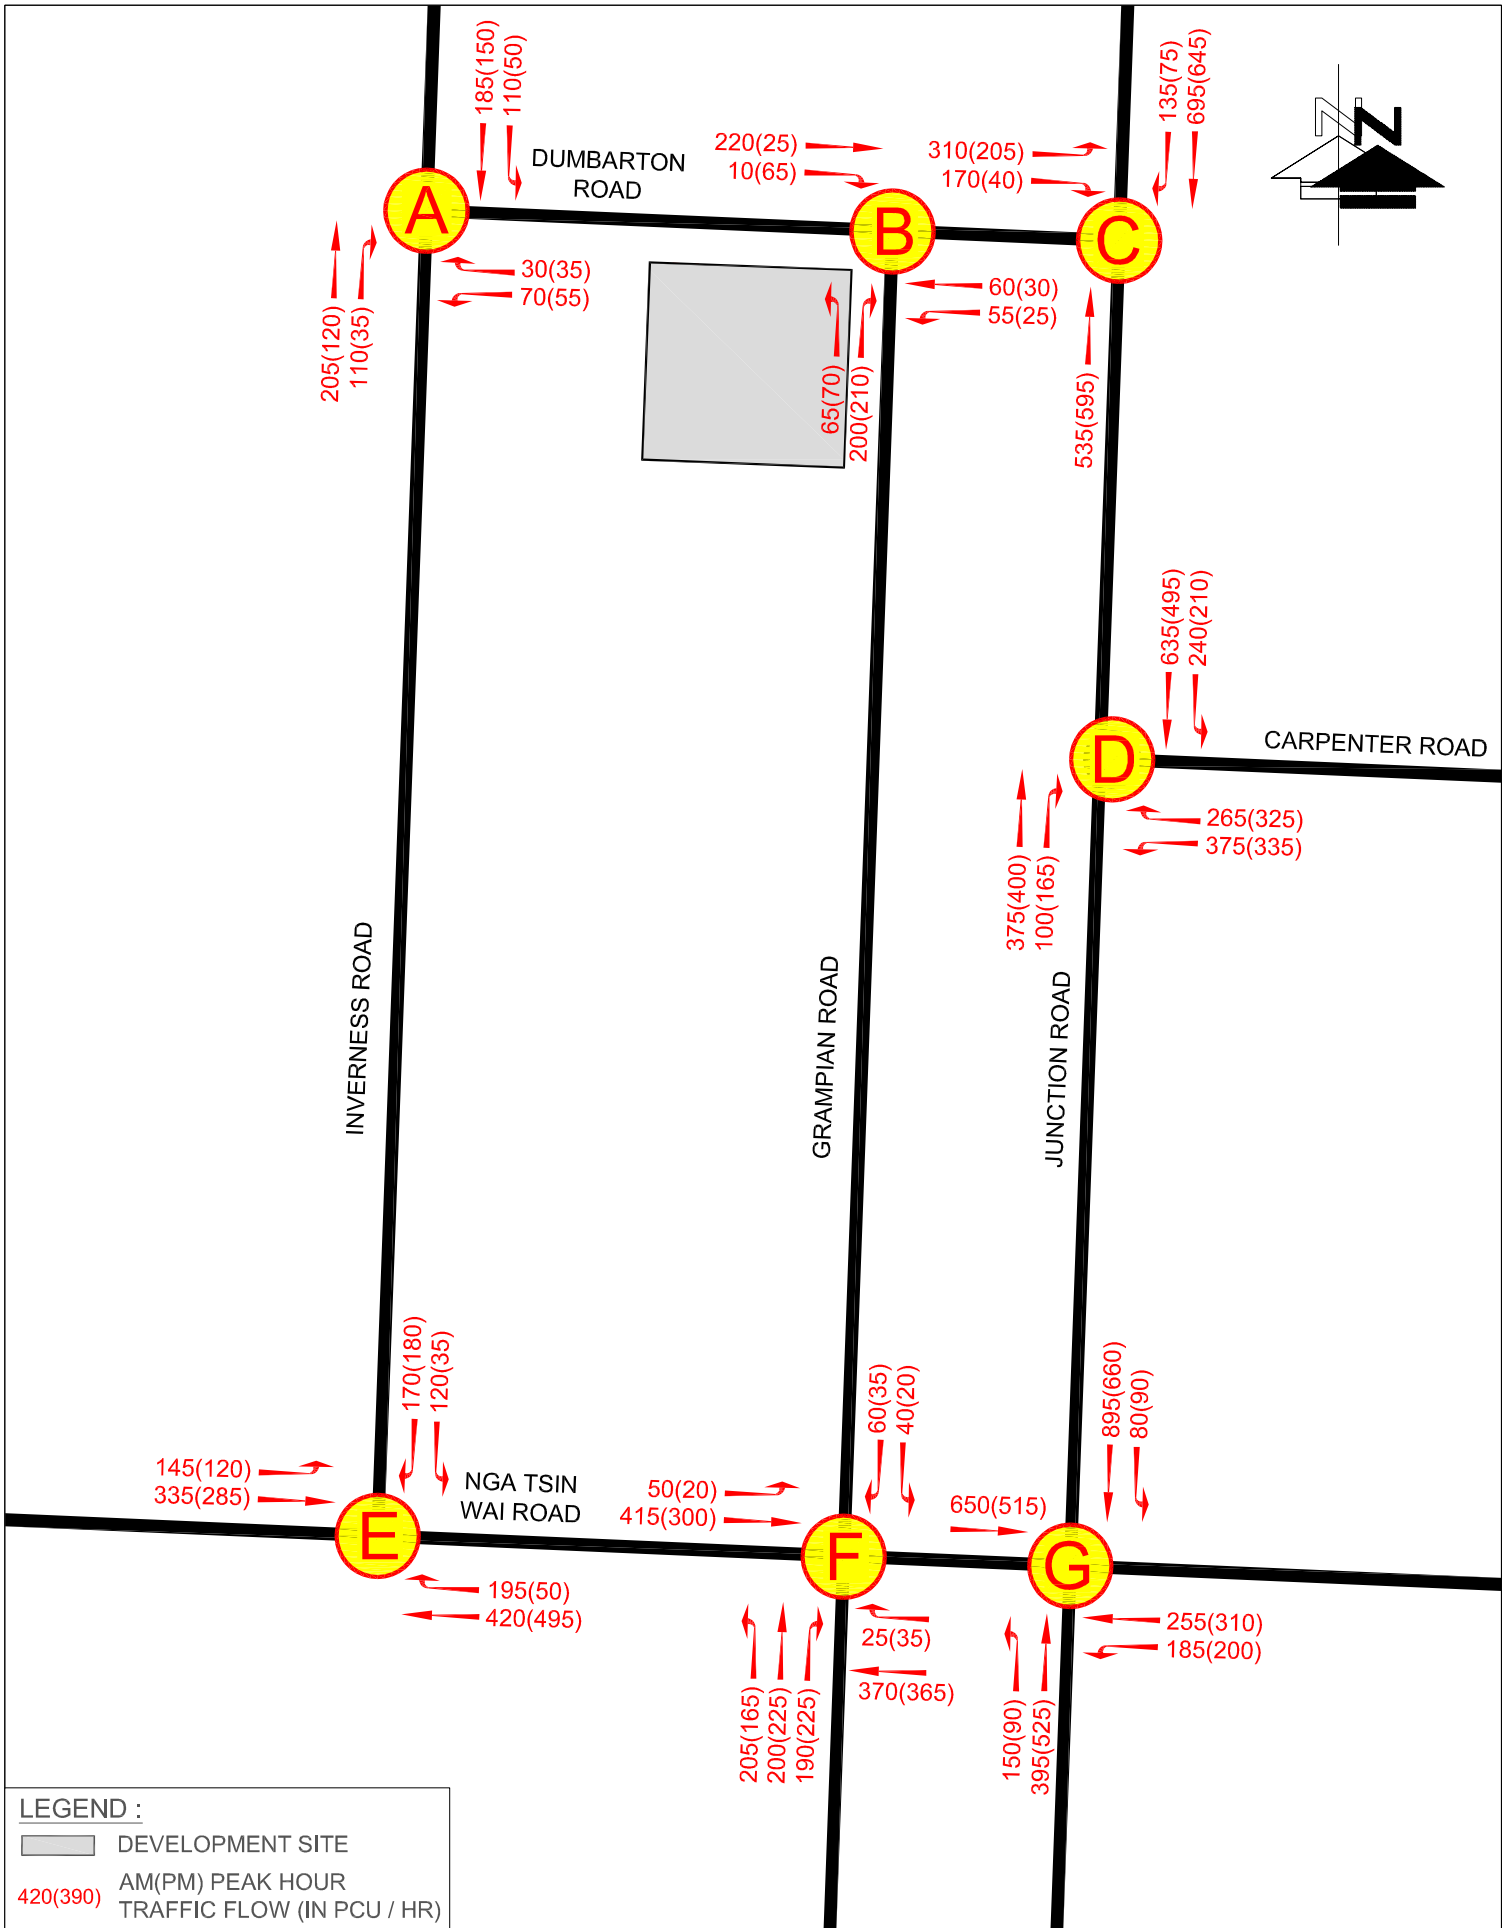 185(150)
110(50)
135(75)
695(645)
N
N
DUMBARTON
ROAD
220(25)
10(65)
310(205)
170(40)
A
B
C
30(35)
70(55)
60(30)
55(25)
205(120)
110(35)
65(70)
200(210)
535(595)
635(495)
240(210)
CARPENTER ROAD
D
265(325)
375(335)
375(400)
100(165)
INVERNESS ROAD
GRAMPIAN ROAD
JUNCTION ROAD
170(180)
120(35)
60(35)
40(20)
895(660)
80(90)
145(120)
335(285)
NGA TSIN
WAI ROAD
50(20)
415(300)
650(515)
E
F
G
195(50)
420(495)
25(35)
370(365)
255(310)
185(200)
205(165)
200(225)
190(225)
150(90)
395(525)
LEGEND :
DEVELOPMENT SITE
420(390)
AM(PM) PEAK HOUR
TRAFFIC FLOW (IN PCU / HR)